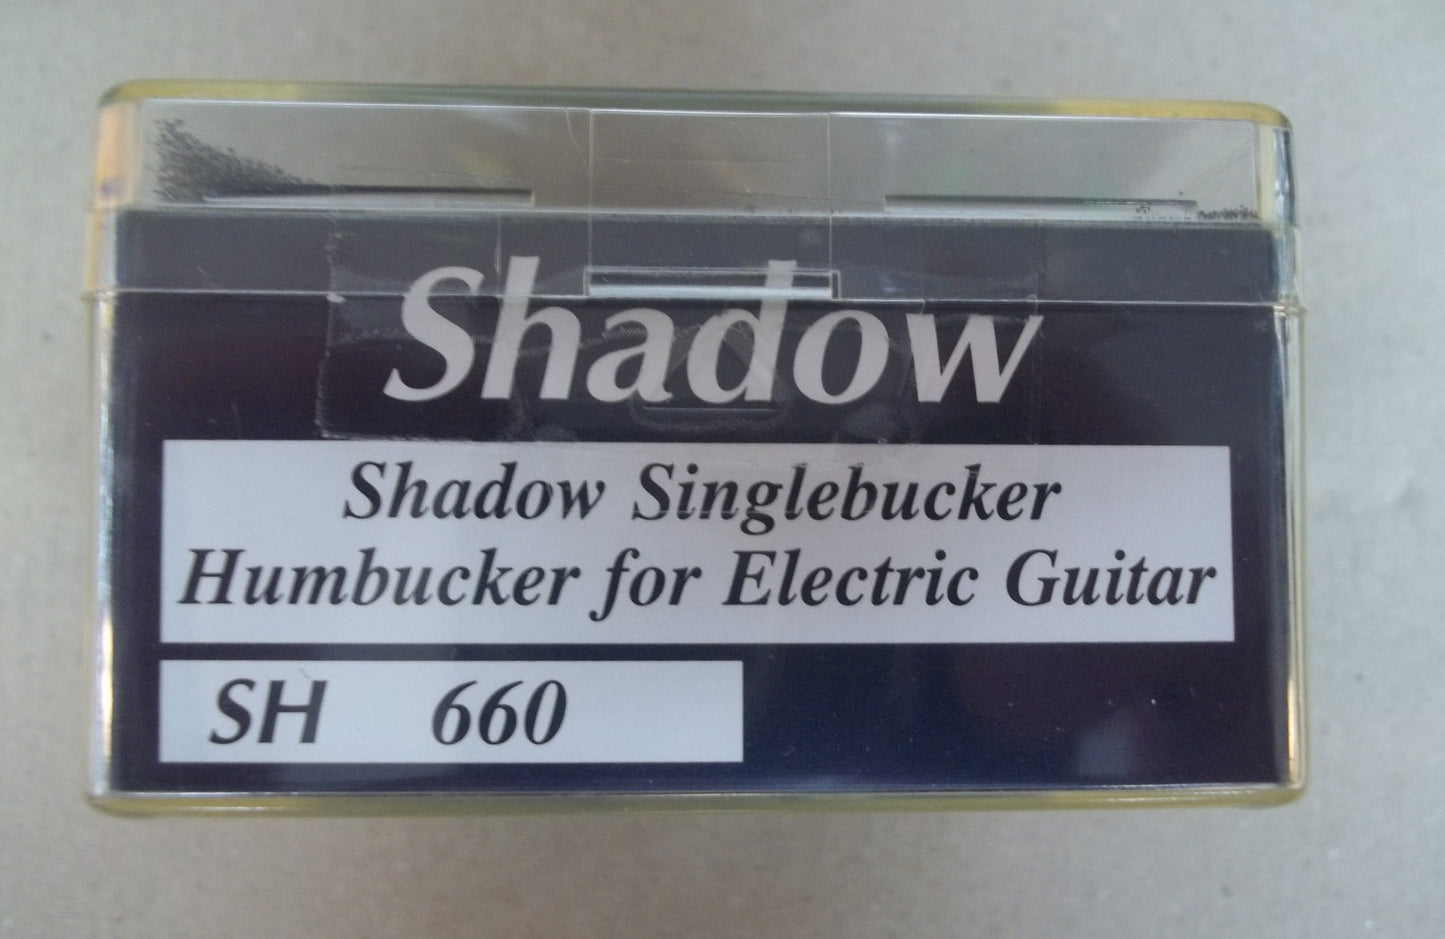 Shadow
Shadow Singlebucker
Humbucker for Electric Guitar
SH 660